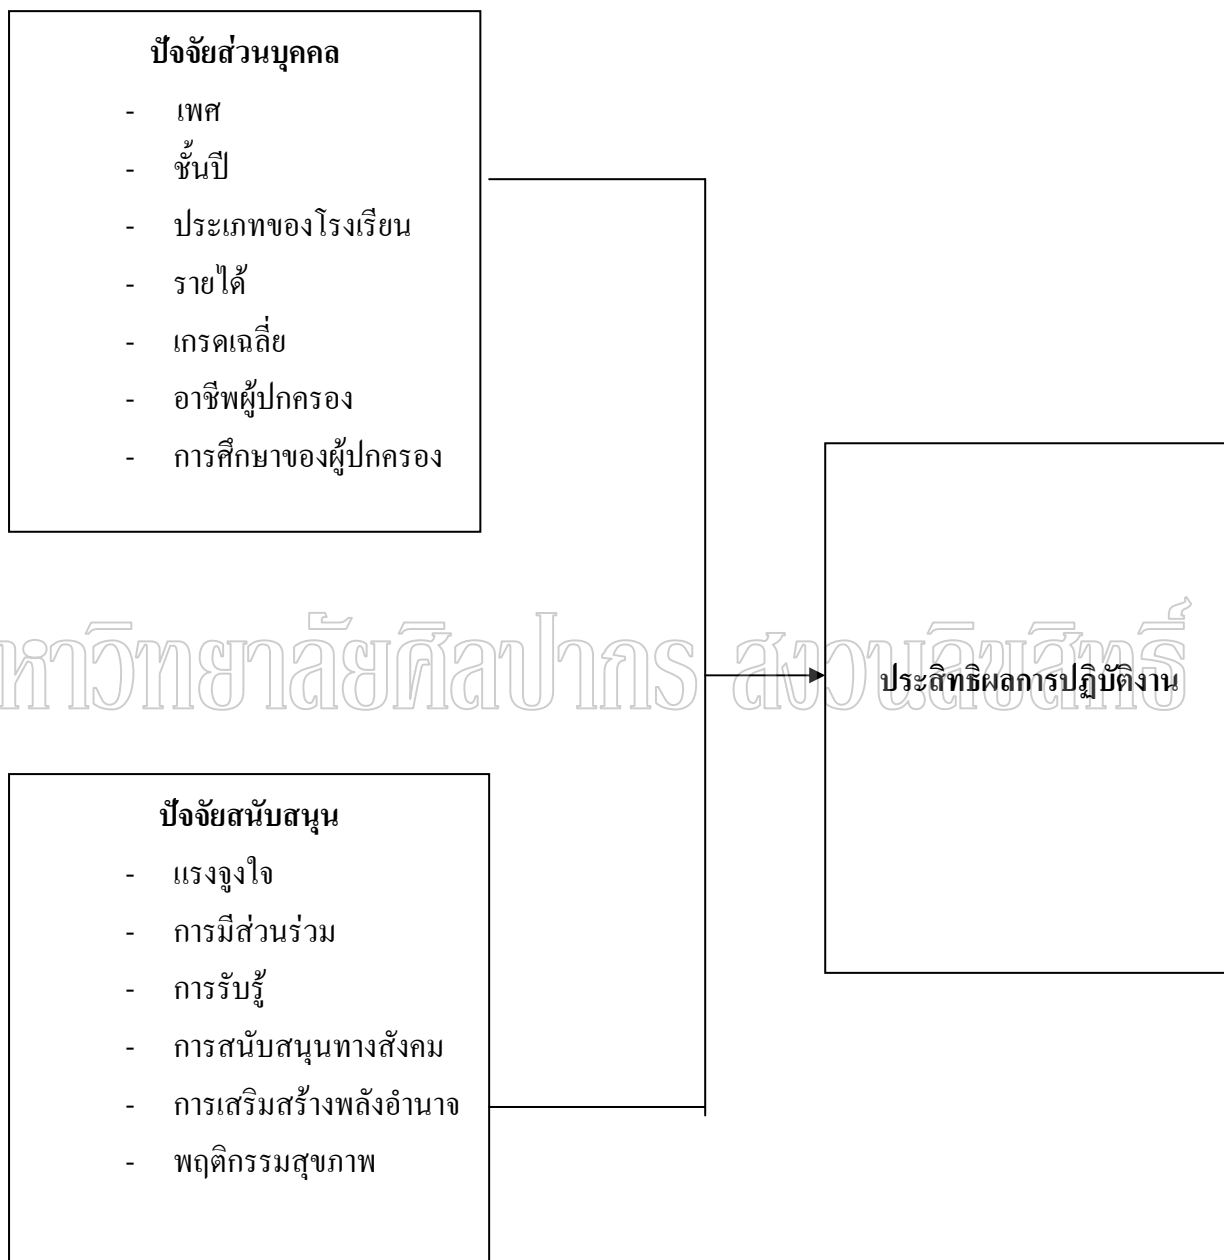 ปัจจัยส่วนบุคคล
- เพศ
- ชั้นปี
- ประเภทของโรงเรียน
- รายได้
- เกรดเฉลี่ย
- อาชีพผู้ปกครอง
- การศึกษาของผู้ปกครอง
มหาวิทยาลัยศิลปากร สงวนลิขสิทธิ์
ประสิทธิผลการปฏิบัติงาน
ปัจจัยสนับสนุน
- แรงจูงใจ
- การมีส่วนร่วม
- การรับรู้
- การสนับสนุนทางสังคม
- การเสริมสร้างพลังอำนาจ
- พฤติกรรมสุขภาพ